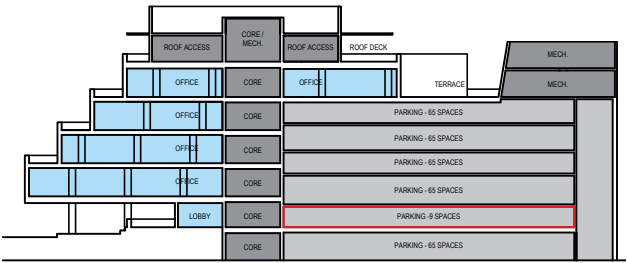 CORE /
MECH.
ROOF ACCESS
ROOF ACCESS
ROOF DECK
MECH.
OFFICE
CORE
OFFICE
TERRACE
MECH.
OFFICE
CORE
PARKING - 65 SPACES
OFFICE
CORE
PARKING - 65 SPACES
PARKING - 65 SPACES
OFFICE
CORE
PARKING - 65 SPACES
LOBBY
CORE
PARKING -9 SPACES
CORE
PARKING - 65 SPACES